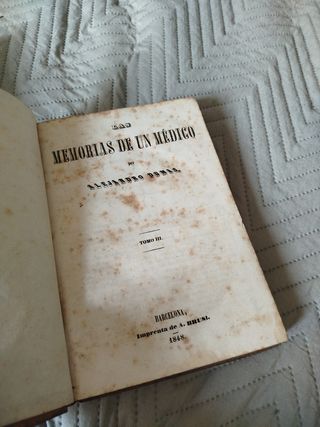 LAS
MEMORIAS DE UN MÉDICO
POR
ALEJANDRO DUMAS.
TOMO III.
BARCELONA,
Imprenta de A. BRUSI.
1848.